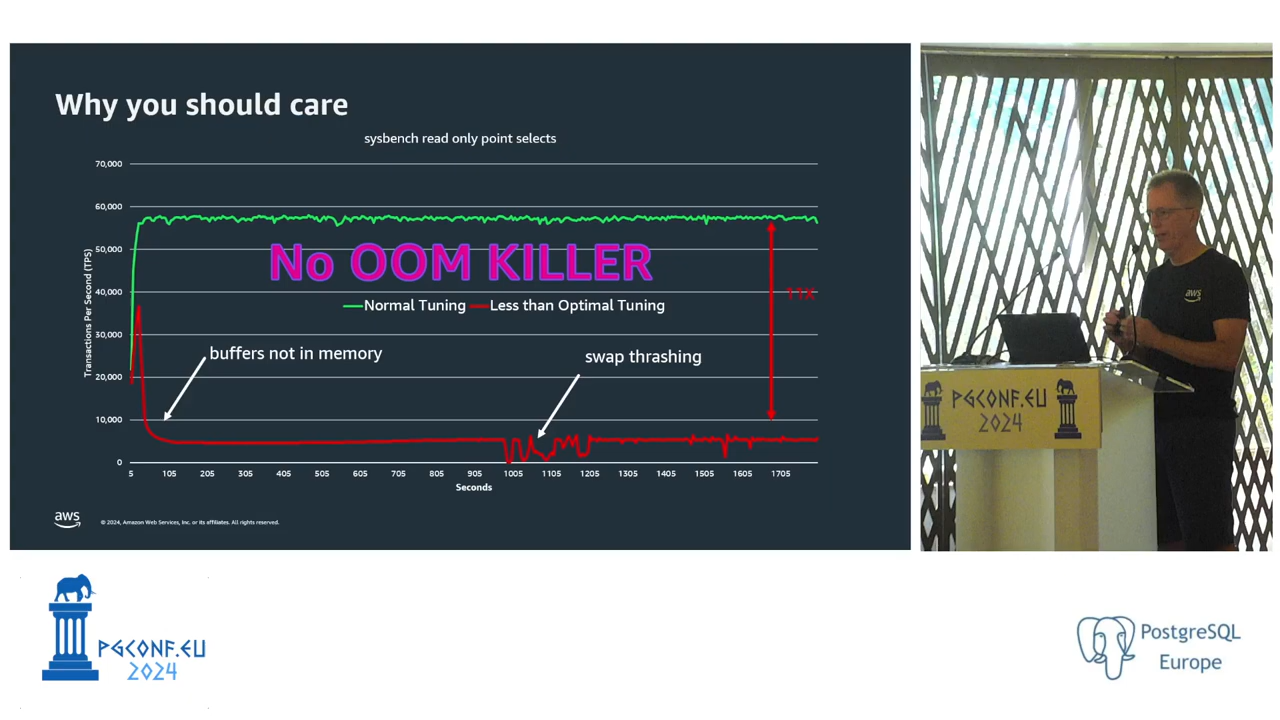 Why you should care
sysbench read only point selects
Transactions Per Second (TPS)
70,000
60,000
50,000
40,000
30,000
20,000
10,000
0
No OOM KILLER
Normal Tuning
Less than Optimal Tuning
11X
buffers not in memory
swap thrashing
5 105 205 305 405 505 605 705 805 905 1005 1105 1205 1305 1405 1505 1605 1705
Seconds
aws
© 2024, Amazon Web Services, Inc. or its affiliates. All rights reserved.
aws
PGCONF.EU
2024
PGCONF.EU
2024
PostgreSQL
Europe